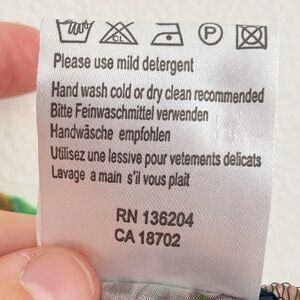 CL P
Please use mild detergent
Hand wash cold or dry clean recommended
Bitte Feinwaschmittel verwenden
Handwäsche empfohlen
Utilisez une lessive pour vetements delicats
Lavage a main s'il vous plait
RN 136204
CA 18702